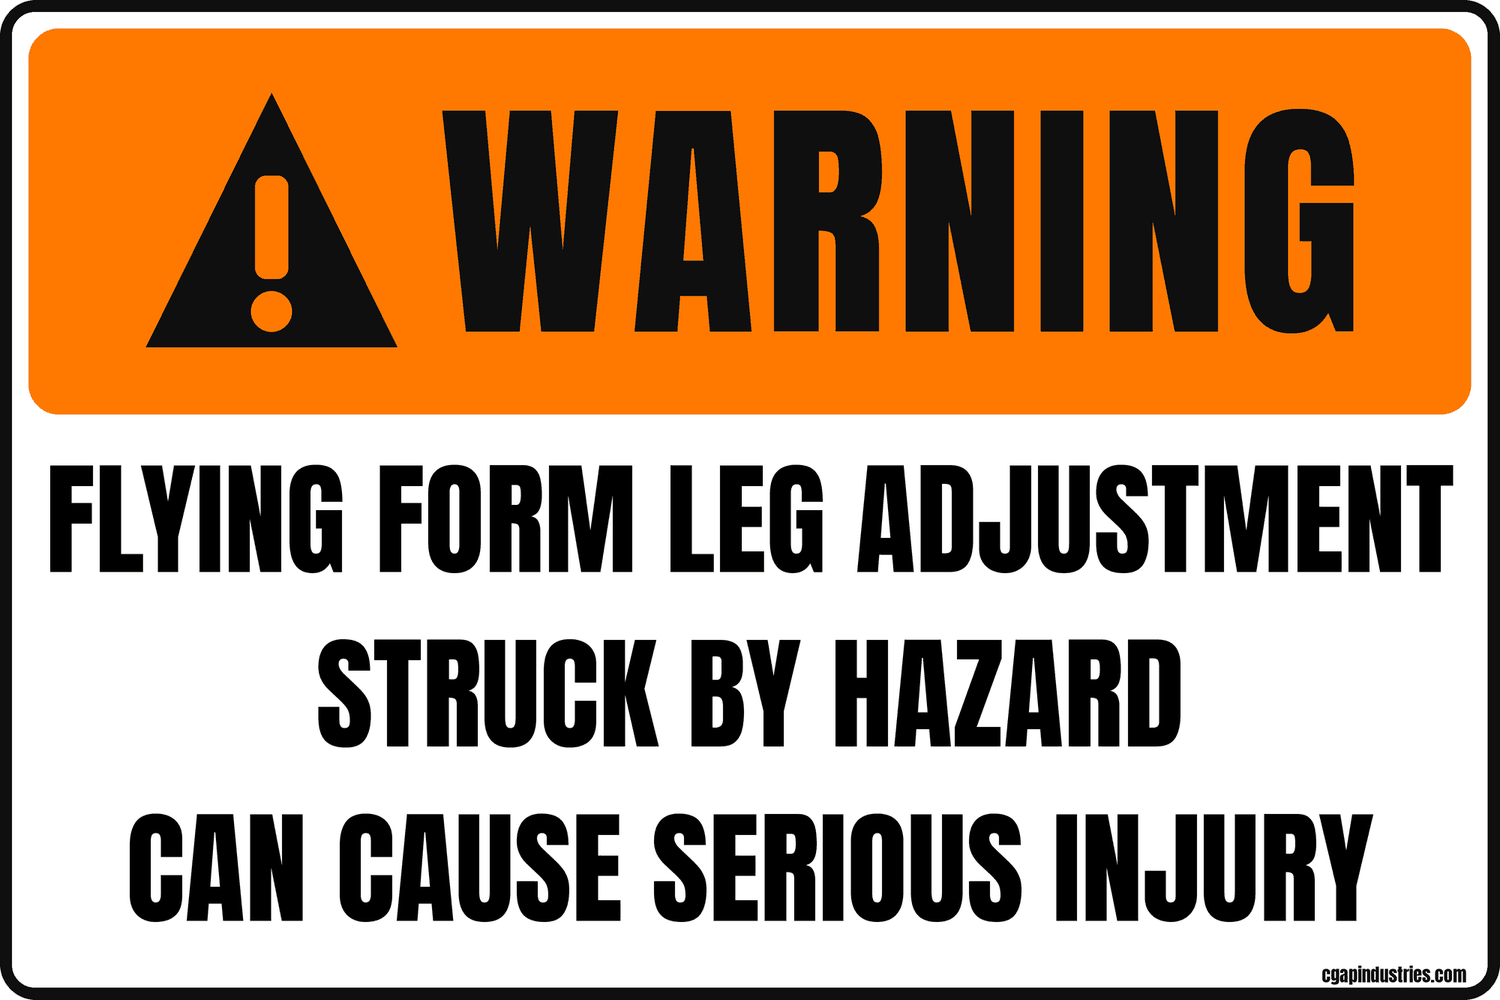 WARNING
FLYING FORM LEG ADJUSTMENT
STRUCK BY HAZARD
CAN CAUSE SERIOUS INJURY
cgapindustries.com